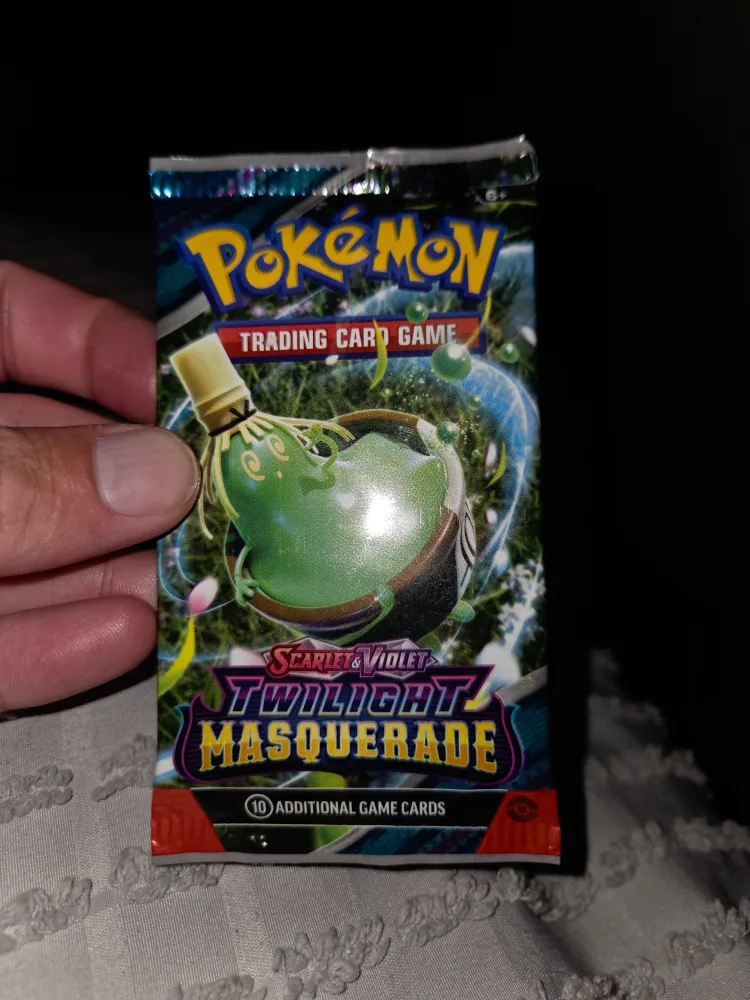 6+
POKéMON
TRADING CARD GAME
SCARLET & VIOLET
TWILIGHT
MASQUERADE
10 ADDITIONAL GAME CARDS